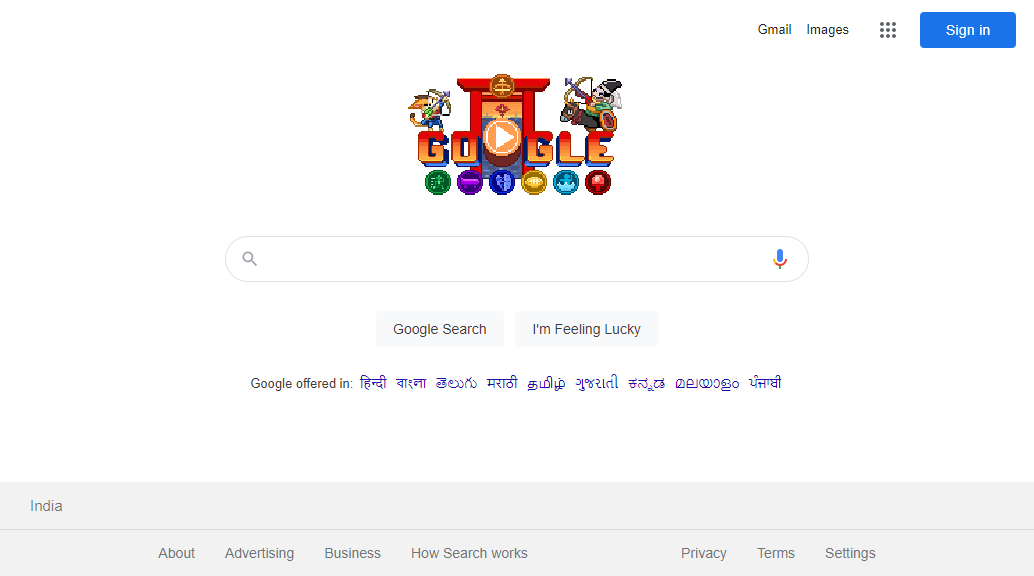 Gmail Images Sign in
GOOGLE
Google Search I'm Feeling Lucky
Google offered in: हिन्दी বাংলা తెలుగు मराठी தமிழ் ગુજરાતી ಕನ್ನಡ മലയാളം ਪੰਜਾਬੀ
India
About Advertising Business How Search works Privacy Terms Settings